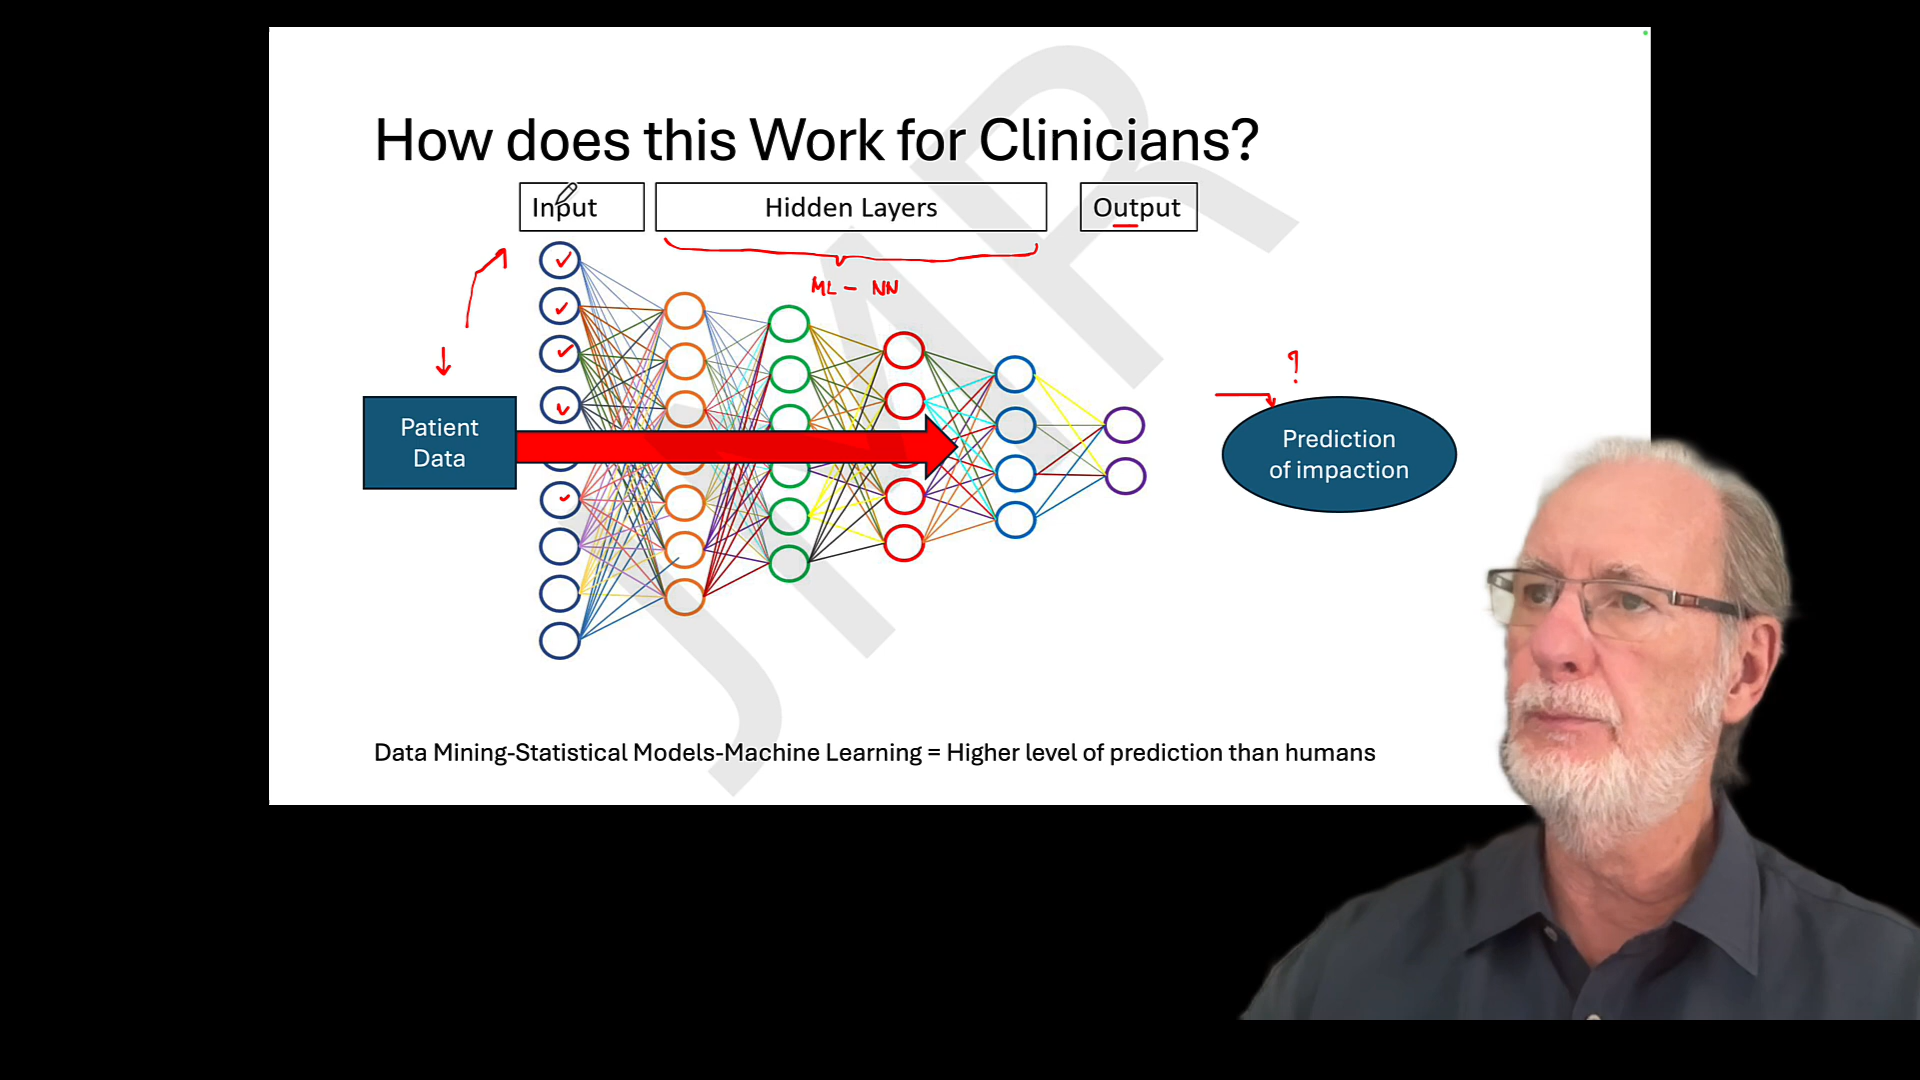 How does this Work for Clinicians?
Input
Hidden Layers
Output
ML - NN
?
Patient
Data
Prediction
of impaction
Data Mining-Statistical Models-Machine Learning = Higher level of prediction than humans
JMR